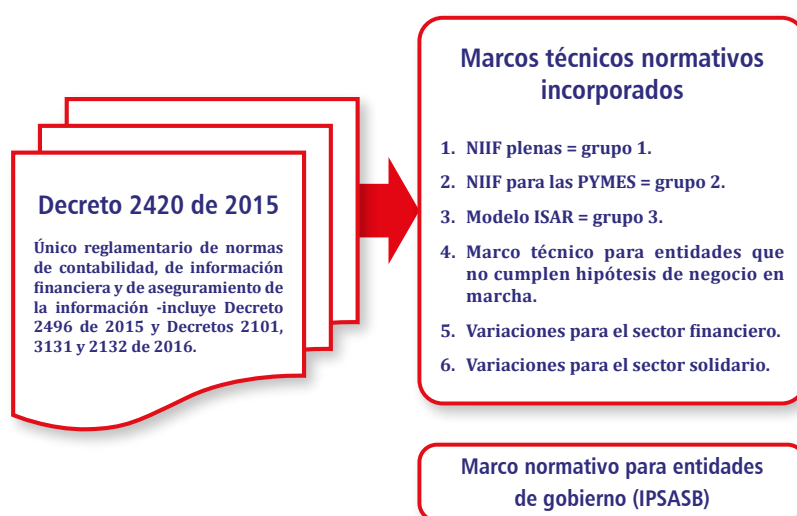 Decreto 2420 de 2015
Único reglamentario de normas
de contabilidad, de información
financiera y de aseguramiento de
la información -incluye Decreto
2496 de 2015 y Decretos 2101,
3131 y 2132 de 2016.
Marcos técnicos normativos
incorporados
1. NIIF plenas = grupo 1.
2. NIIF para las PYMES = grupo 2.
3. Modelo ISAR = grupo 3.
4. Marco técnico para entidades que
no cumplen hipótesis de negocio en
marcha.
5. Variaciones para el sector financiero.
6. Variaciones para el sector solidario.
Marco normativo para entidades
de gobierno (IPSASB)